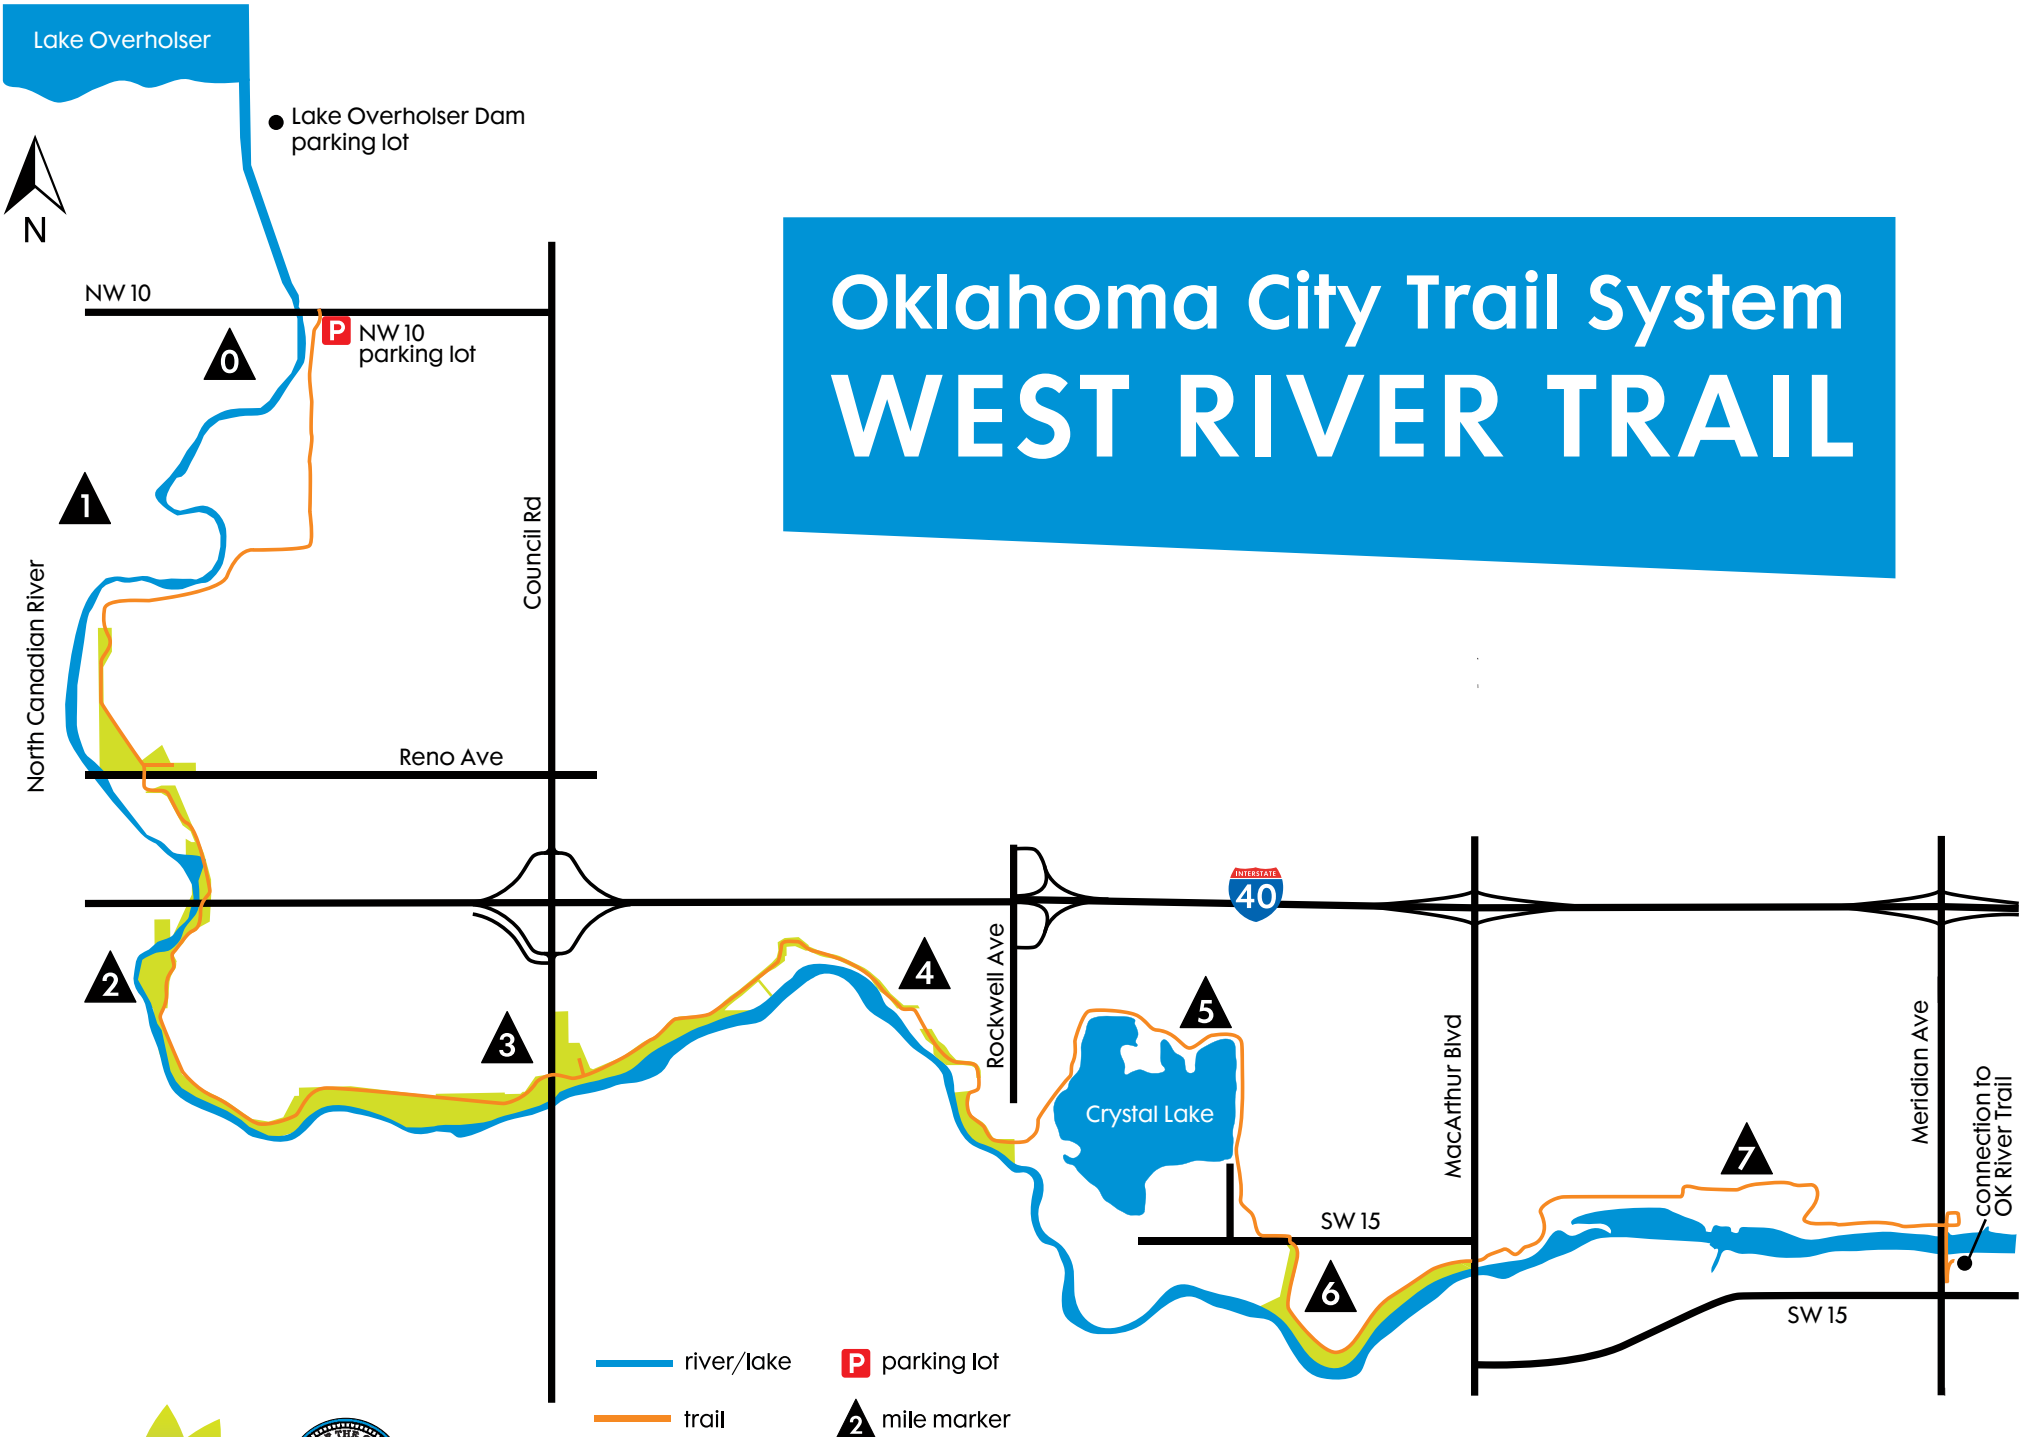 Lake Overholser
Lake Overholser Dam
parking lot
N
NW 10
P
NW 10
parking lot
0
Oklahoma City Trail System
WEST RIVER TRAIL
1
Council Rd
North Canadian River
Reno Ave
INTERSTATE
40
2
3
4
Rockwell Ave
5
Crystal Lake
MacArthur Blvd
Meridian Ave
connection to
OK River Trail
7
SW 15
6
SW 15
river/lake
P parking lot
trail
2 mile marker
THE